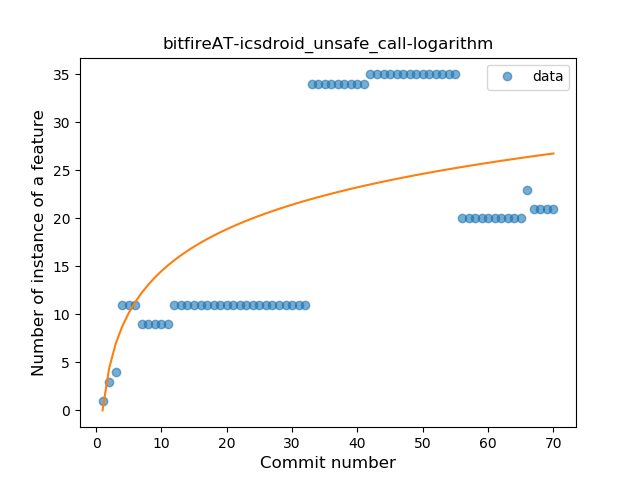 bitfireAT-icsdroid_unsafe_call-logarithm
data
Number of instance of a feature
35
30
25
20
15
10
5
0
0 10 20 30 40 50 60 70
Commit number